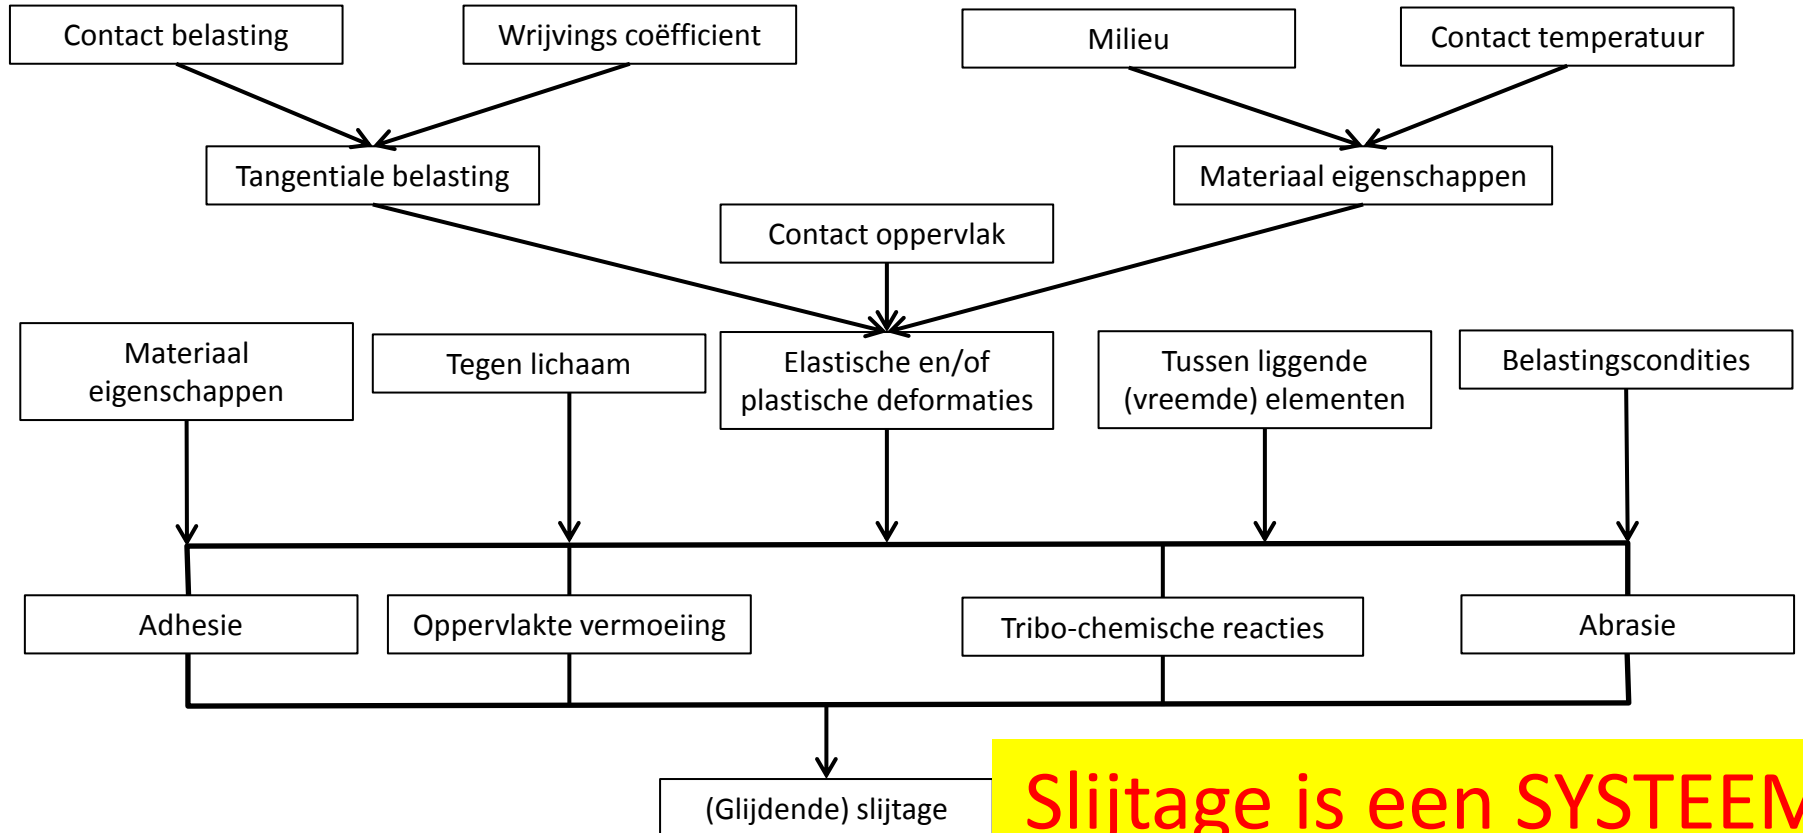 Contact belasting
Wrijvings coëfficient
Milieu
Contact temperatuur
Tangentiale belasting
Materiaal eigenschappen
Contact oppervlak
Materiaal
eigenschappen
Tegen lichaam
Elastische en/of
plastische deformaties
Tussen liggende
(vreemde) elementen
Belastingscondities
Adhesie
Oppervlakte vermoeiing
Tribo-chemische reacties
Abrasie
(Glijdende) slijtage
Slijtage is een SYSTEEM